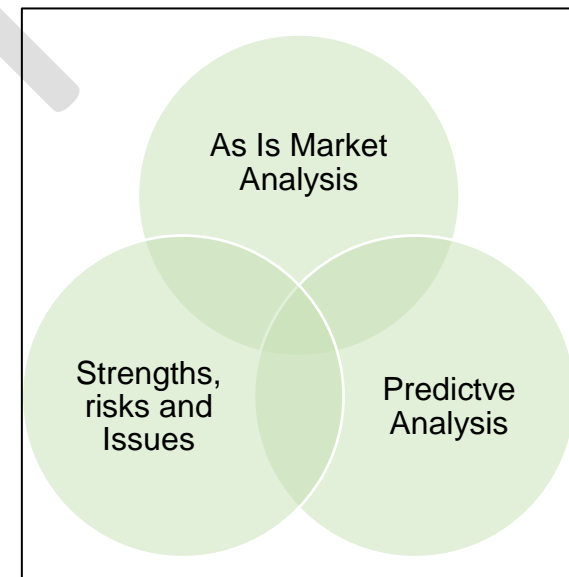 As Is Market
Analysis
Strengths,
risks and
Issues
Predictve
Analysis